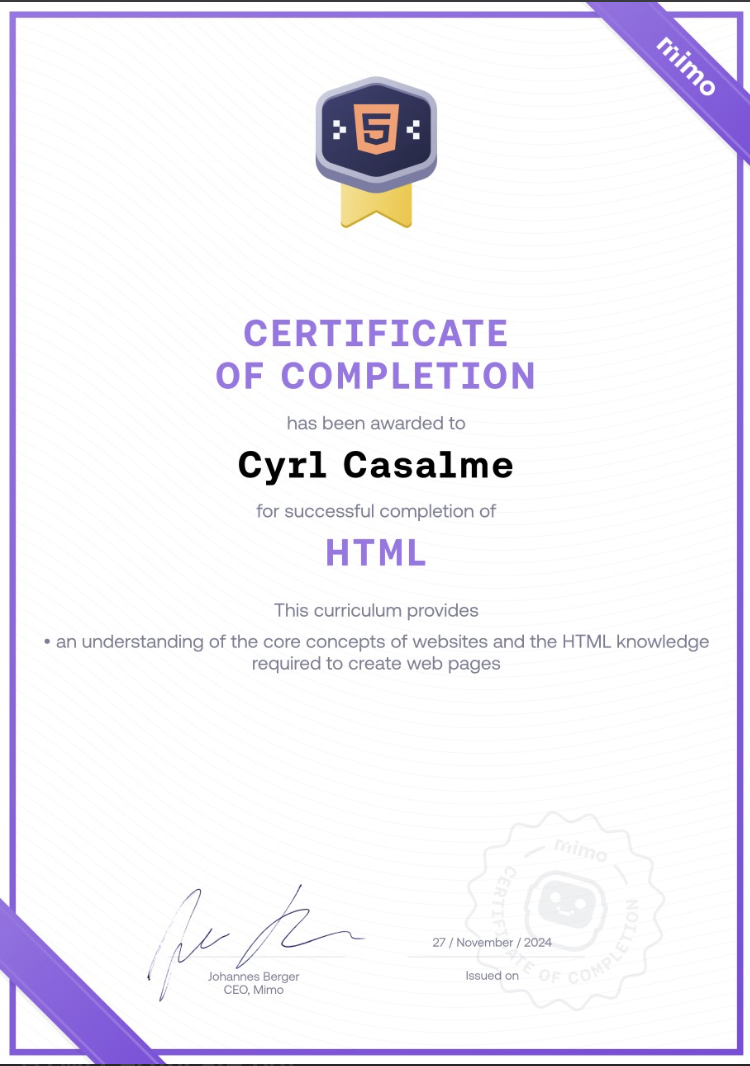 mimo
5
CERTIFICATE
OF COMPLETION
has been awarded to
Cyrl Casalme
for successful completion of
HTML
This curriculum provides
• an understanding of the core concepts of websites and the HTML knowledge
required to create web pages
mimo
CERTIFICATE OF COMPLETION
27 / November / 2024
Johannes Berger
CEO, Mimo
Issued on